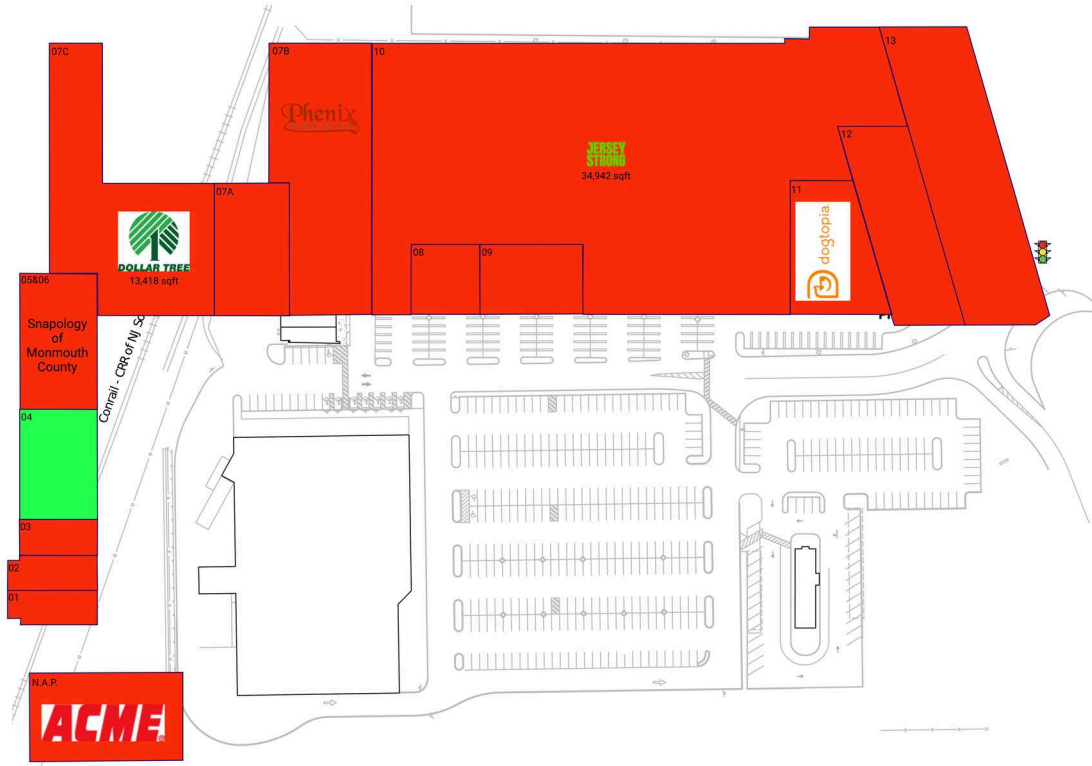 07C
07B
10
13
Phenix
JERSEY
STRONG
34,942 sqft
12
07A
11
dogtopia
DOLLAR TREE
13,418 sqft
08
09
05&06
Snapology
of
Monmouth
County
Conrail - CRR of NJ So
04
03
02
01
N.A.P.
ACME